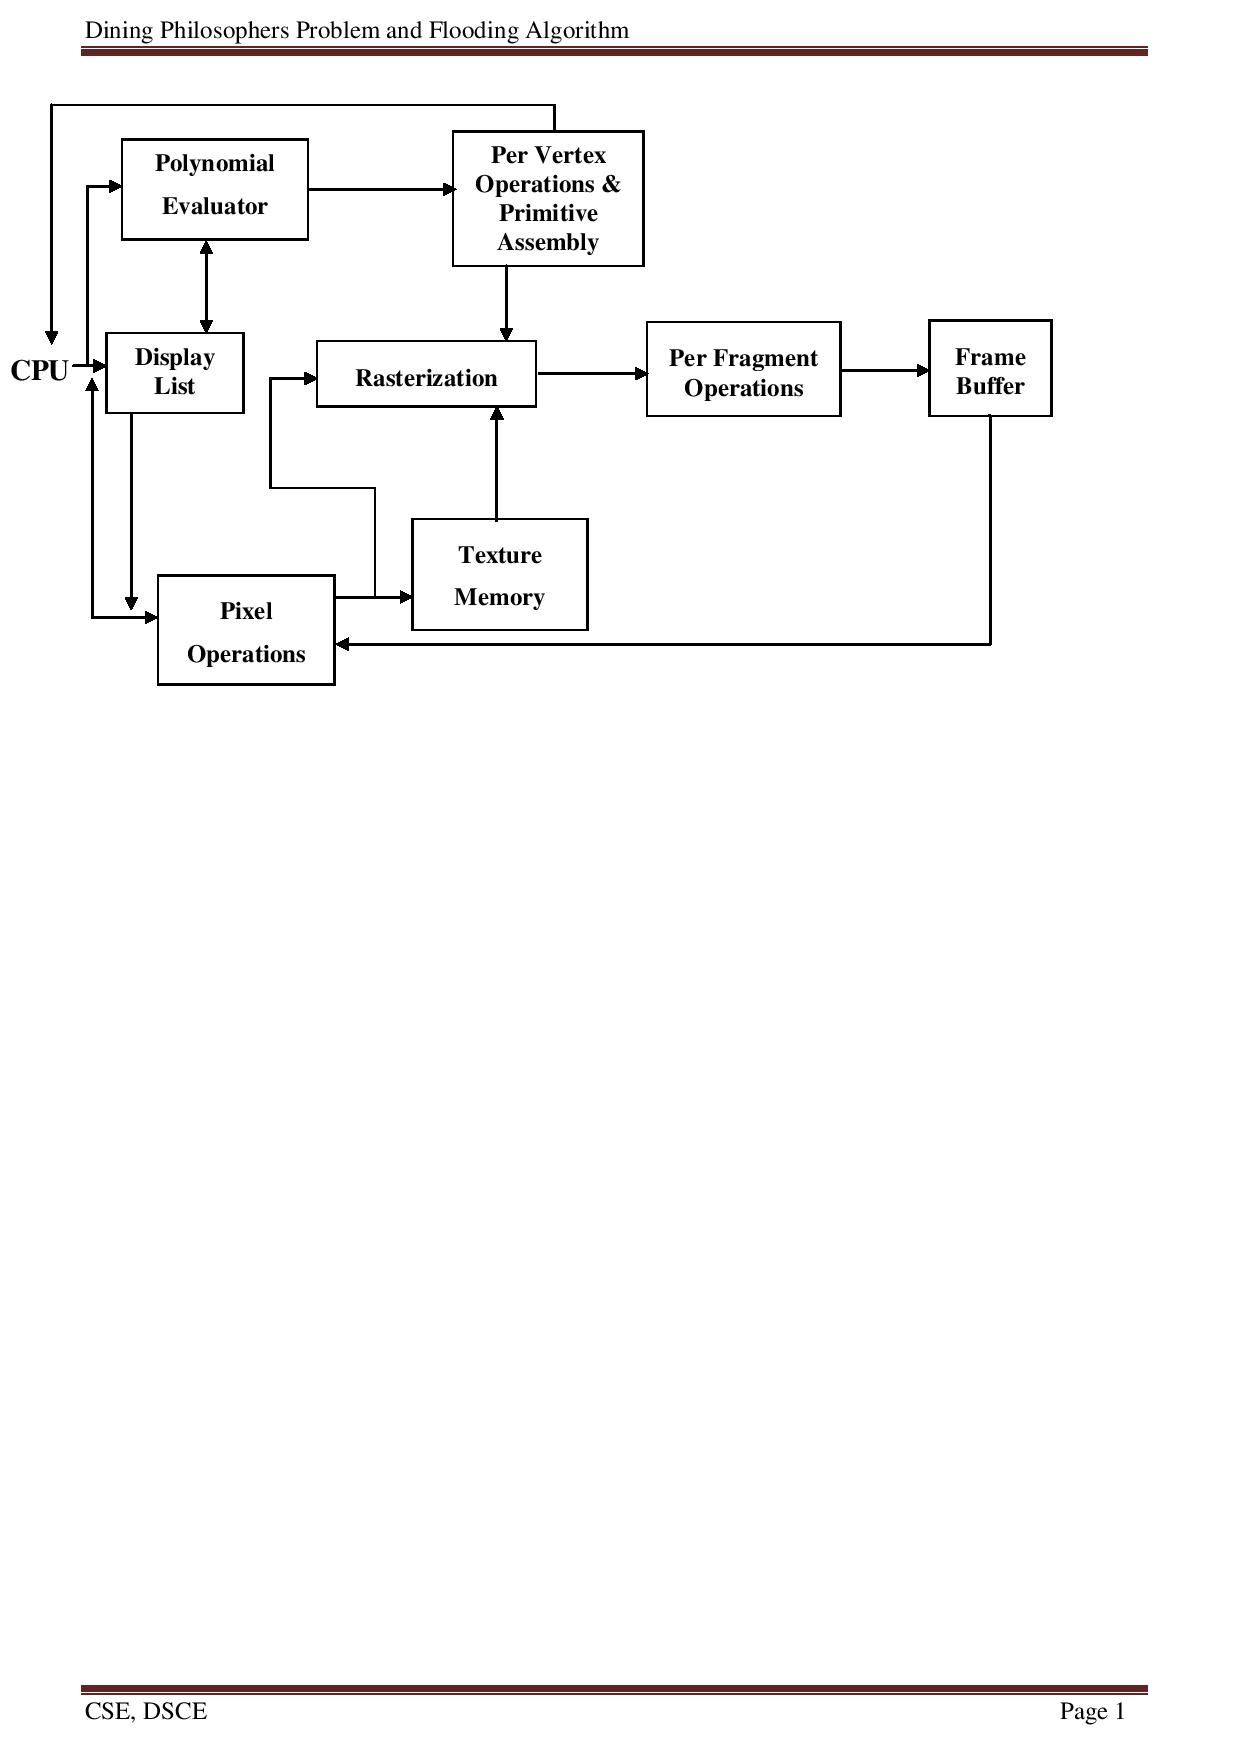 Dining Philosophers Problem and Flooding Algorithm
Polynomial
Evaluator
Per Vertex
Operations &
Primitive
Assembly
CPU
Display
List
Rasterization
Per Fragment
Operations
Frame
Buffer
Texture
Memory
Pixel
Operations
CSE, DSCE
Page 1